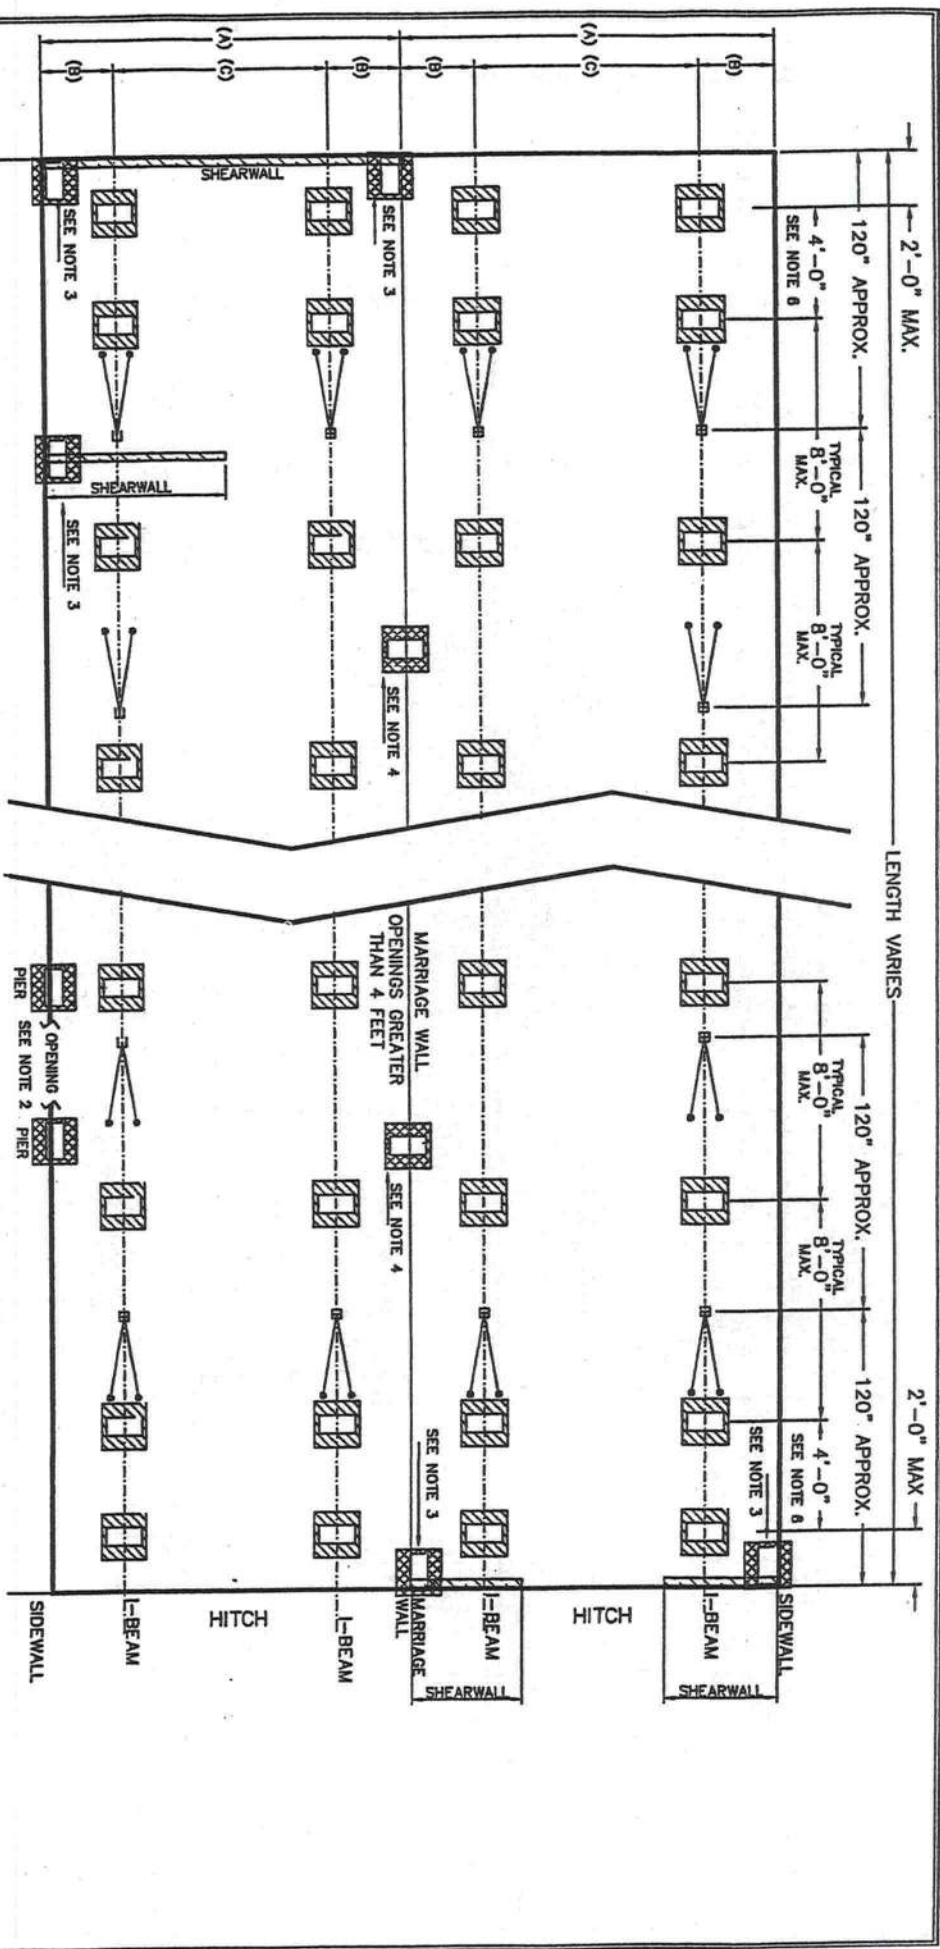 LENGTH VARIES
2'-0" MAX.
2'-0" MAX
120" APPROX.
120" APPROX.
120" APPROX.
120" APPROX.
4'-0"
SEE NOTE 6
TYPICAL
8'-0"
MAX.
TYPICAL
8'-0"
MAX.
TYPICAL
8'-0"
MAX.
TYPICAL
8'-0"
MAX.
4'-0"
SEE NOTE 6
SEE NOTE 3
(B)
(C)
(B)
(A)
(B)
(C)
(B)
(A)
SIDEWALL
I-BEAM
SHEARWALL
HITCH
I-BEAM
SHEARWALL
SEE NOTE 3
MARRIAGE
WALL
SEE NOTE 3
SEE NOTE 4
MARRIAGE WALL
OPENINGS GREATER
THAN 4 FEET
SEE NOTE 4
I-BEAM
HITCH
I-BEAM
SIDEWALL
SHEARWALL
SEE NOTE 3
SHEARWALL
SEE NOTE 3
OPENING
PIER
SEE NOTE 2
PIER